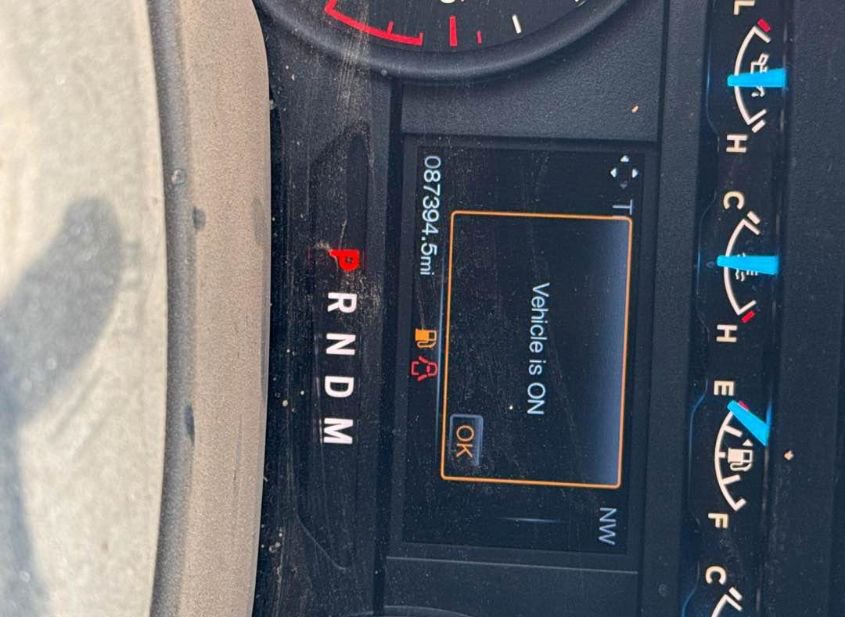 L H
C H
E F
C
NW
Vehicle is ON
OK
087394.5mi
P R N D M